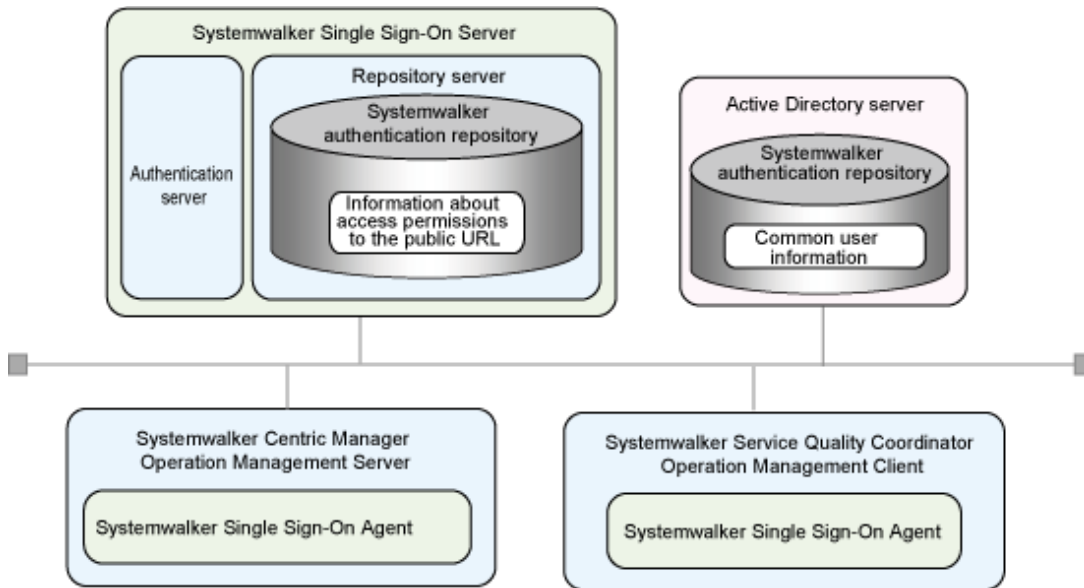 Systemwalker Single Sign-On Server
Authentication
server
Repository server
Systemwalker
authentication repository
Information about
access permissions
to the public URL
Active Directory server
Systemwalker
authentication repository
Common user
information
Systemwalker Centric Manager
Operation Management Server
Systemwalker Single Sign-On Agent
Systemwalker Service Quality Coordinator
Operation Management Client
Systemwalker Single Sign-On Agent